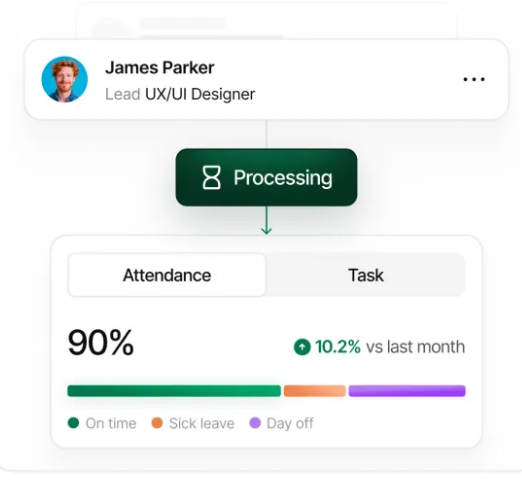 James Parker
Lead UX/UI Designer
Processing
Attendance Task
90% 10.2% vs last month
On time Sick leave Day off